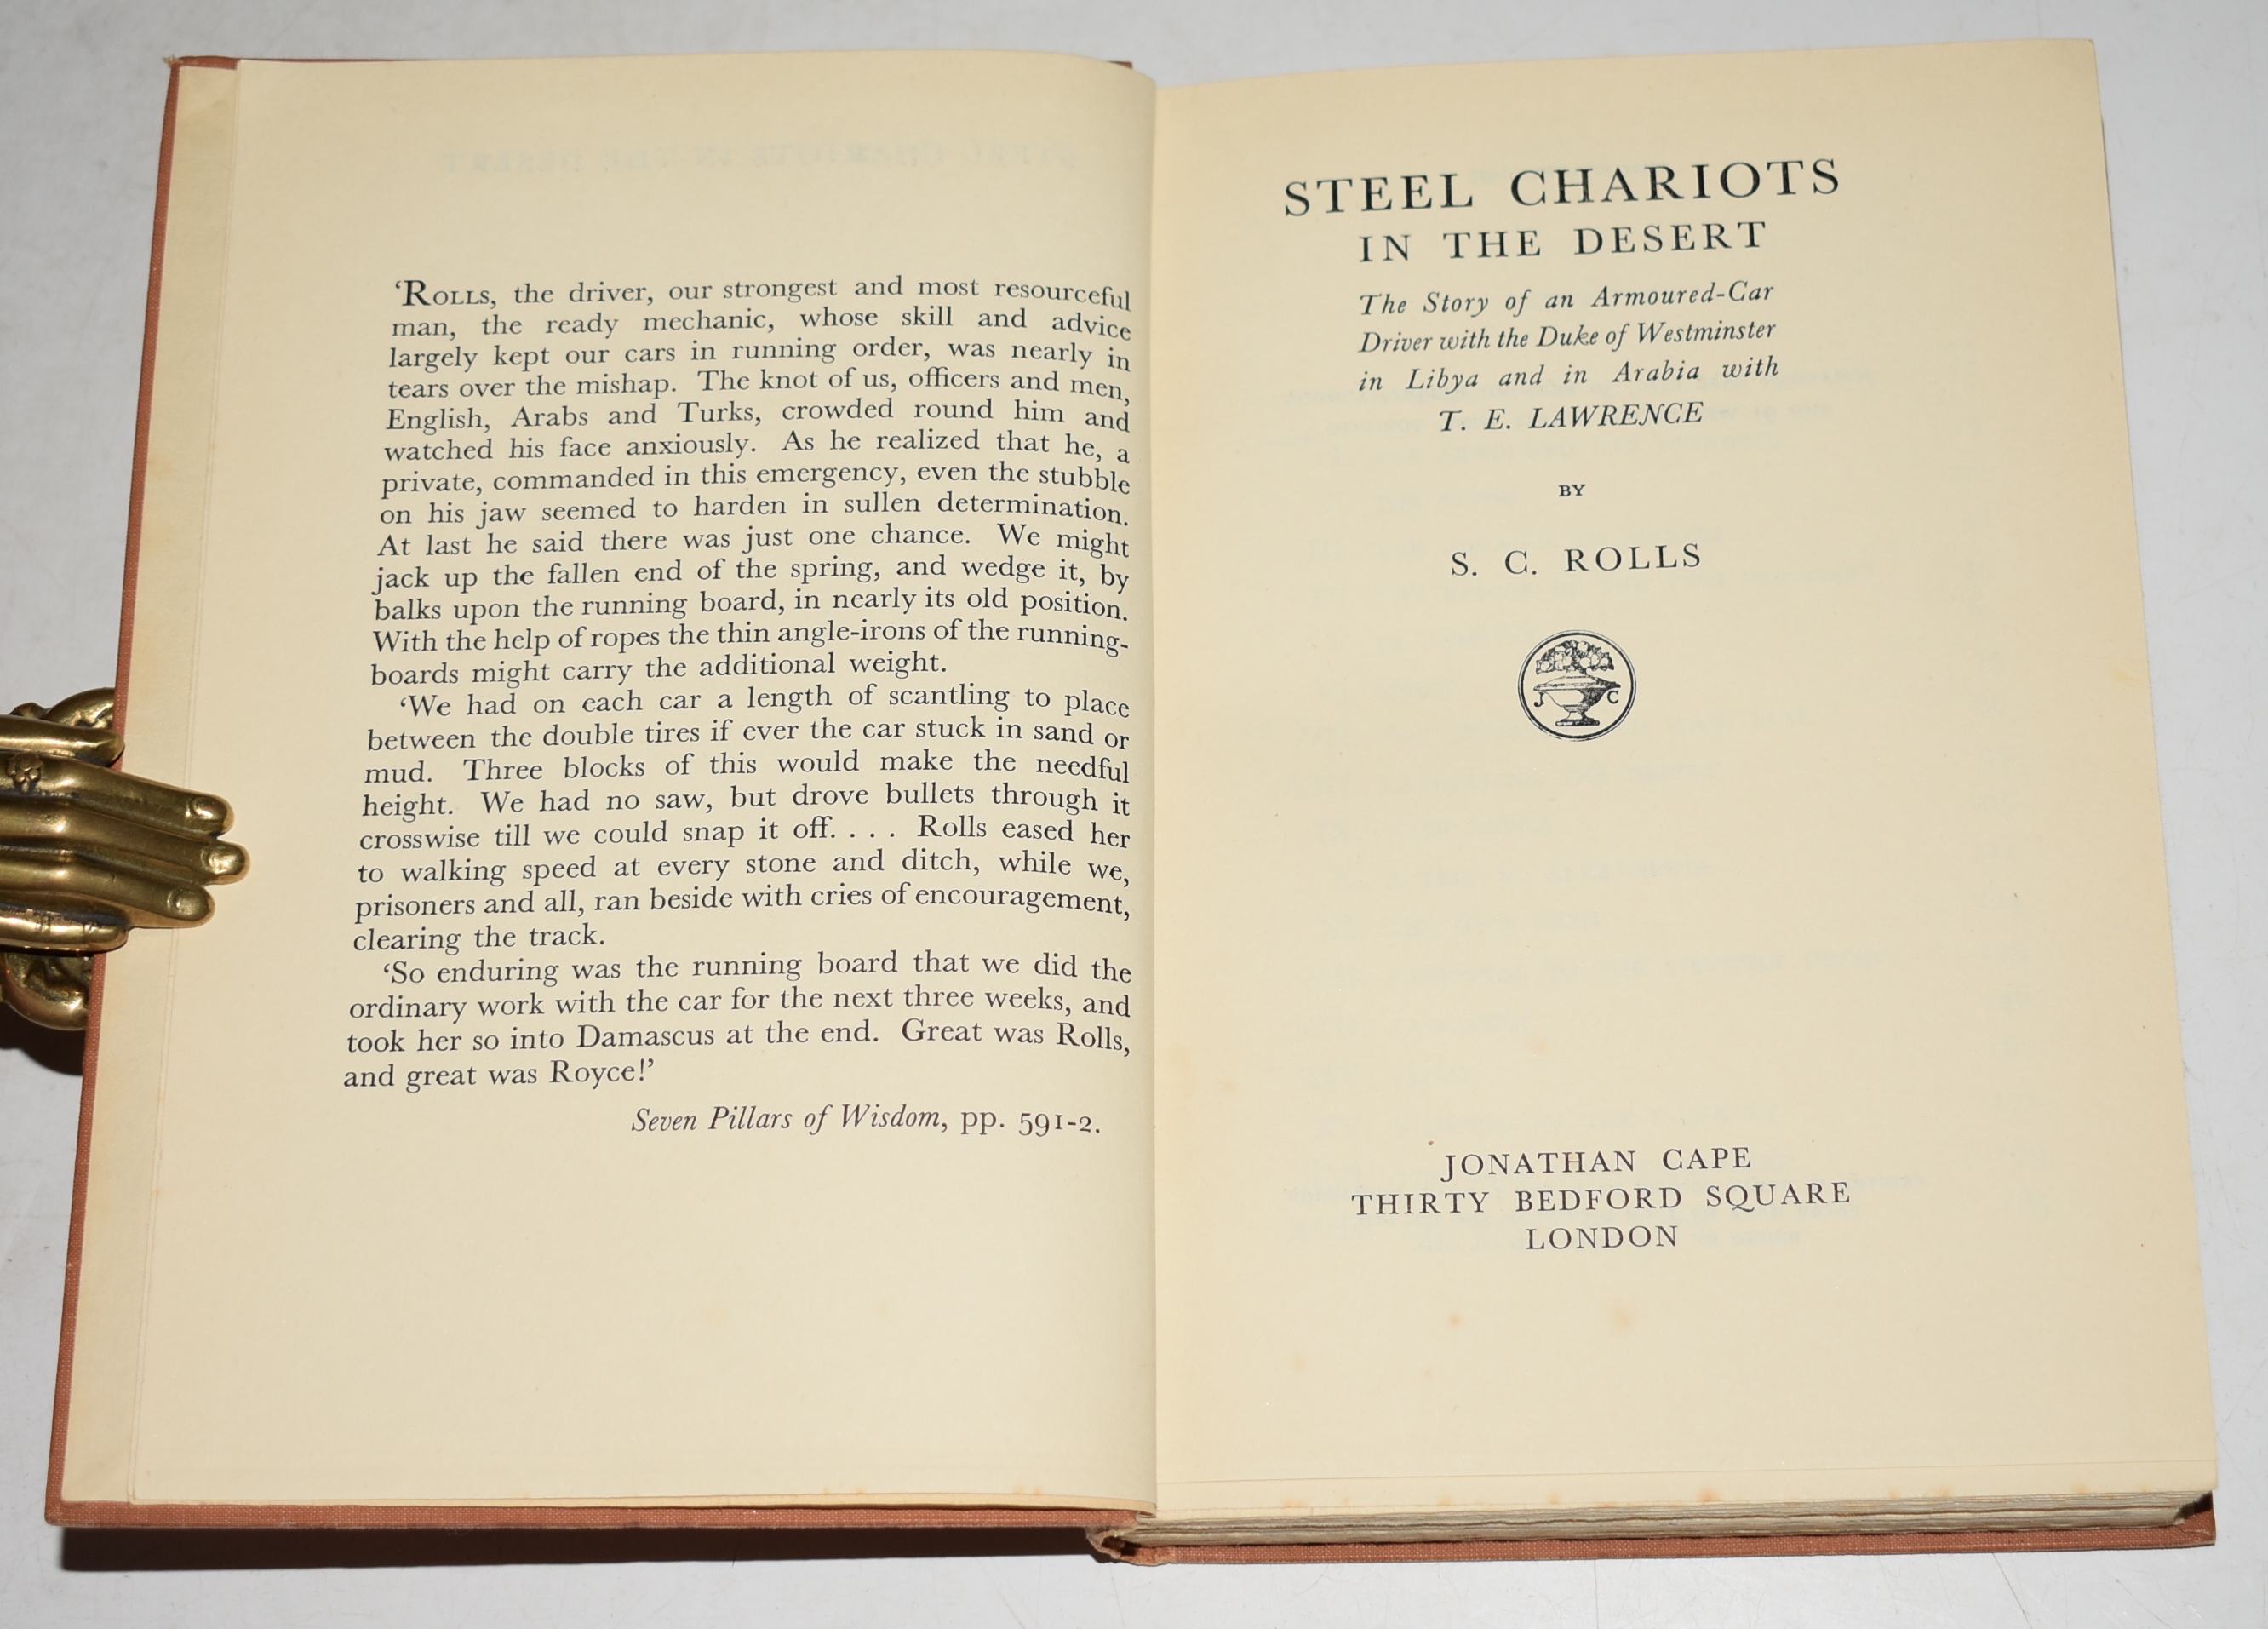 ‘ROLLS, the driver, our strongest and most resourceful
man, the ready mechanic, whose skill and advice
largely kept our cars in running order, was nearly in
tears over the mishap. The knot of us, officers and men,
English, Arabs and Turks, crowded round him and
watched his face anxiously. As he realized that he, a
private, commanded in this emergency, even the stubble
on his jaw seemed to harden in sullen determination.
At last he said there was just one chance. We might
jack up the fallen end of the spring, and wedge it, by
balks upon the running board, in nearly its old position.
With the help of ropes the thin angle-irons of the running-
boards might carry the additional weight.
‘We had on each car a length of scantling to place
between the double tires if ever the car stuck in sand or
mud. Three blocks of this would make the needful
height. We had no saw, but drove bullets through it
crosswise till we could snap it off. . . . Rolls eased her
to walking speed at every stone and ditch, while we,
prisoners and all, ran beside with cries of encouragement,
clearing the track.
‘So enduring was the running board that we did the
ordinary work with the car for the next three weeks, and
took her so into Damascus at the end. Great was Rolls,
and great was Royce!’
Seven Pillars of Wisdom, pp. 591-2.
STEEL CHARIOTS
IN THE DESERT
The Story of an Armoured-Car
Driver with the Duke of Westminster
in Libya and in Arabia with
T. E. LAWRENCE
BY
S. C. ROLLS
J C
JONATHAN CAPE
THIRTY BEDFORD SQUARE
LONDON